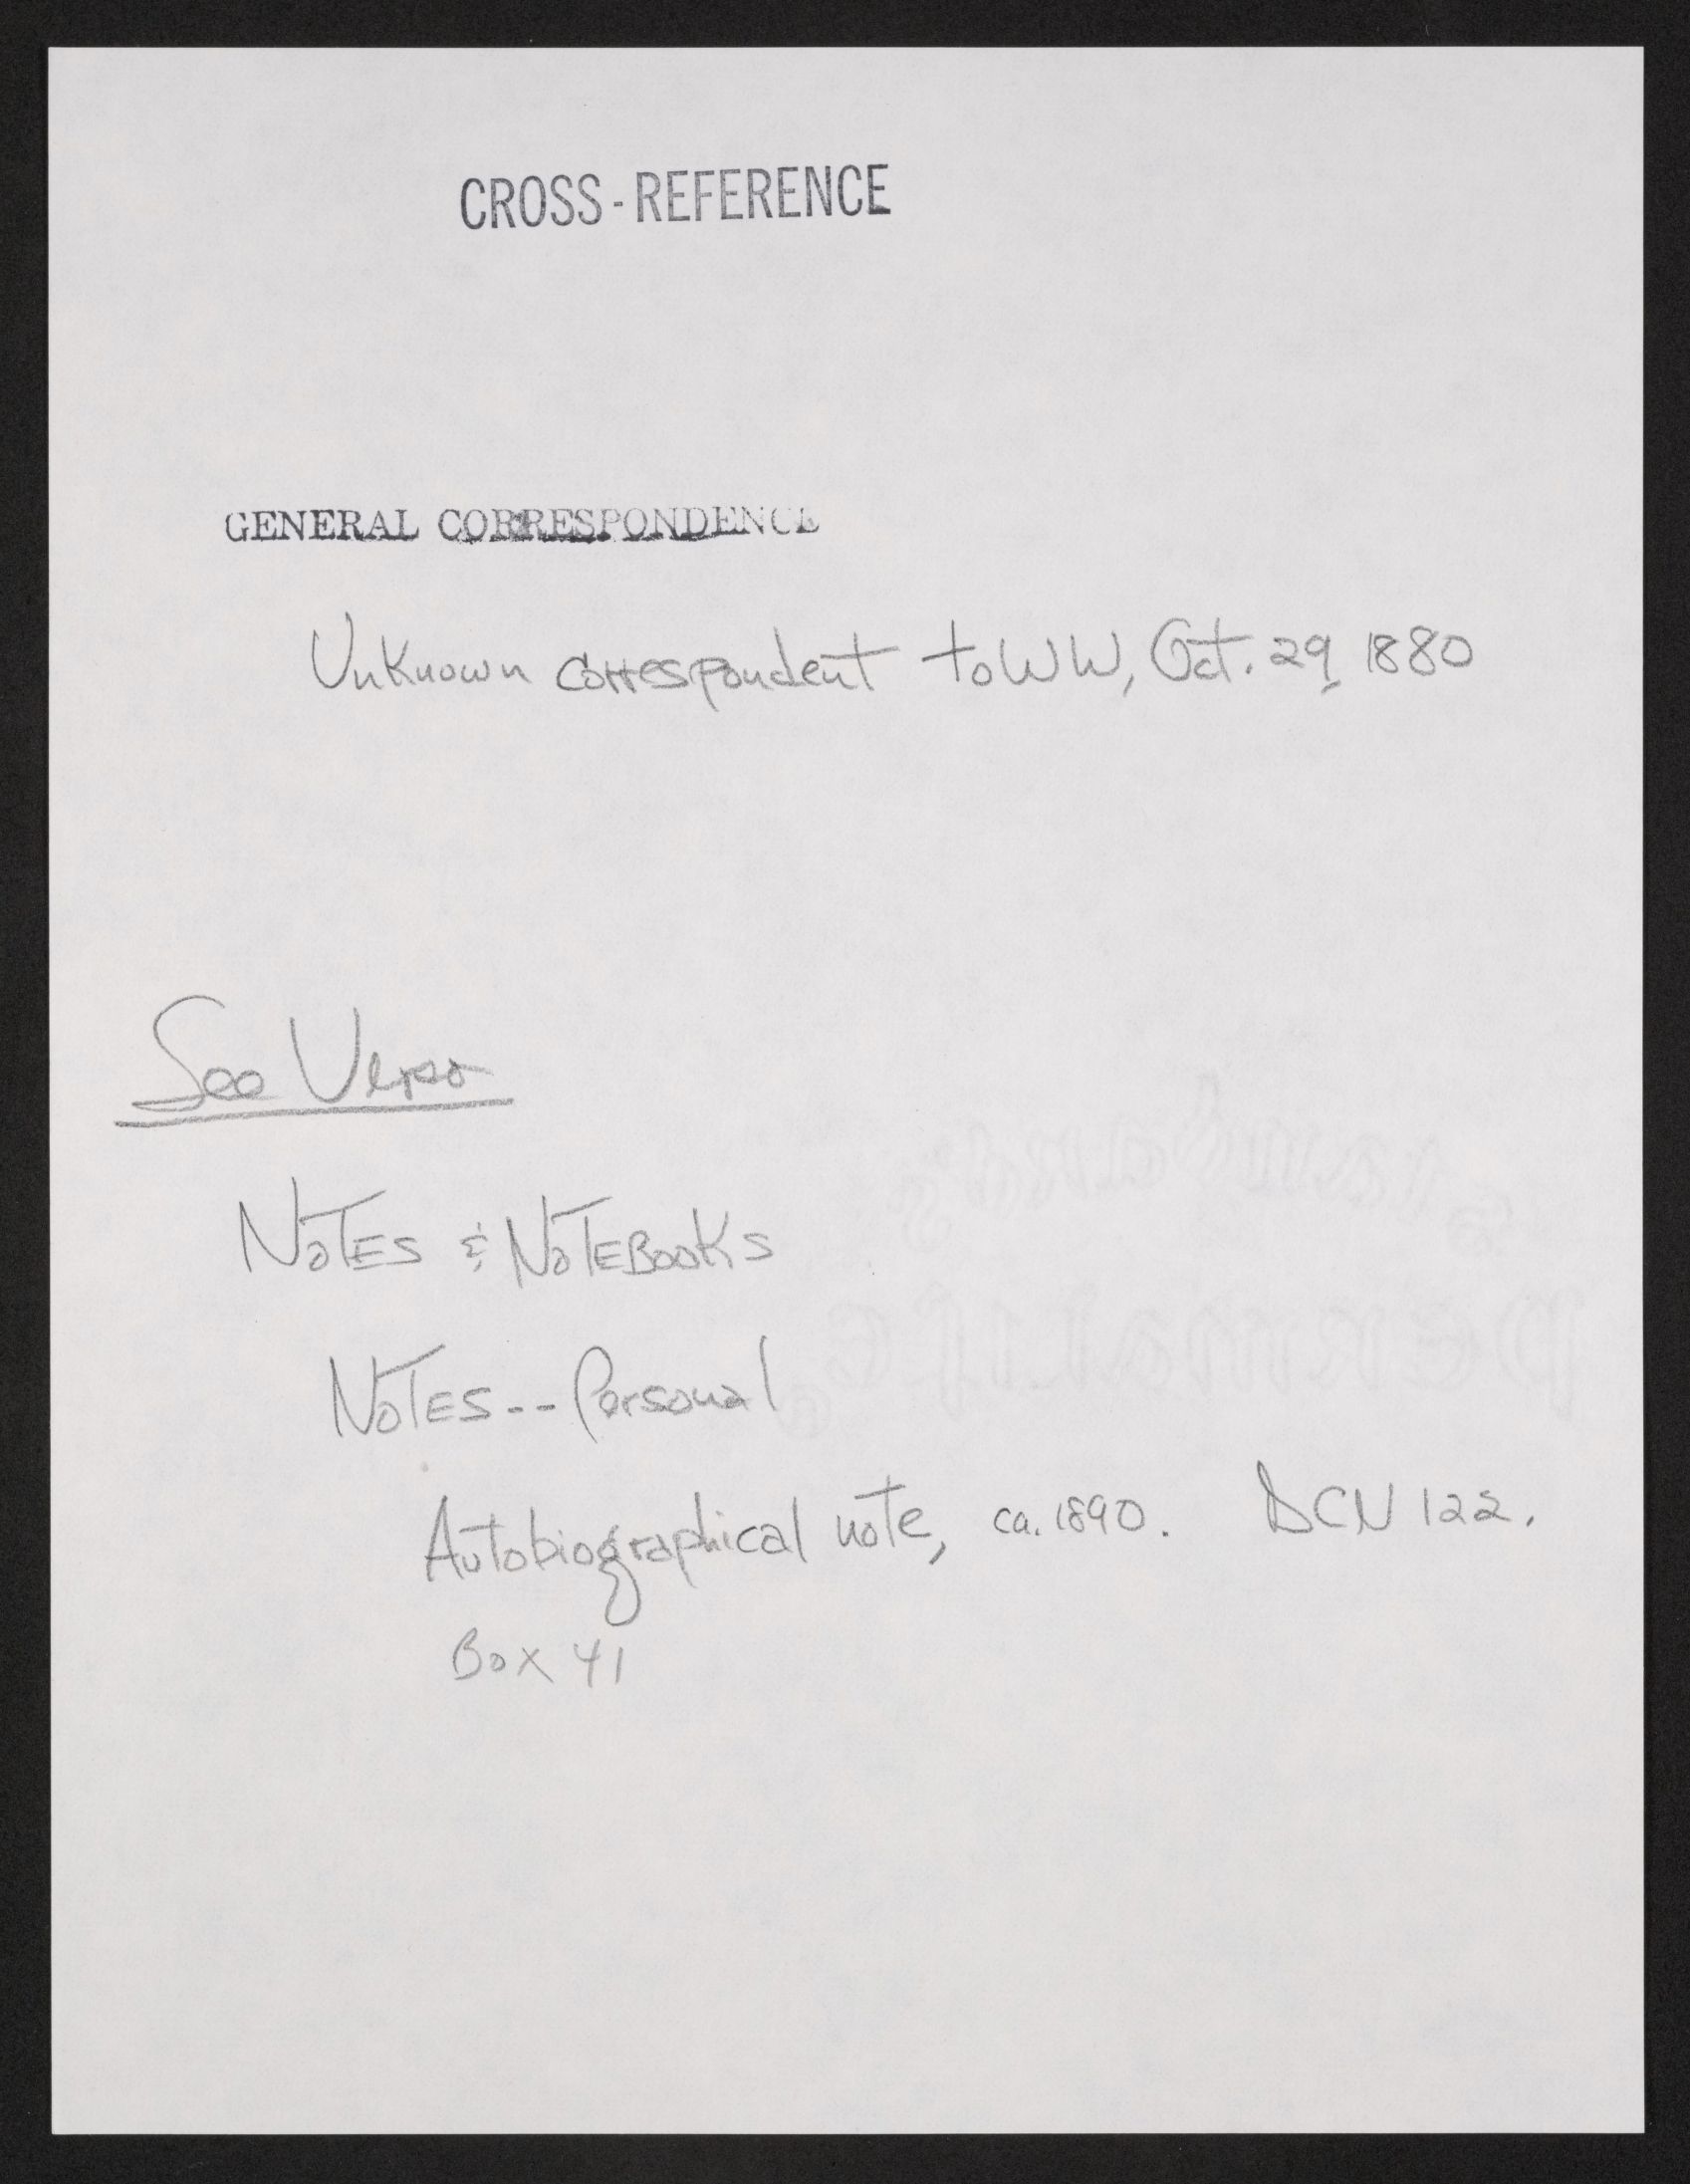 CROSS-REFERENCE
GENERAL CORRESPONDENCE
Unknown correspondent to WW, Oct. 29, 1880
See Verso
NOTES & NOTEBOOKS
NOTES-- Personal
Autobiographical note, ca. 1890. DCN 122.
Box 41